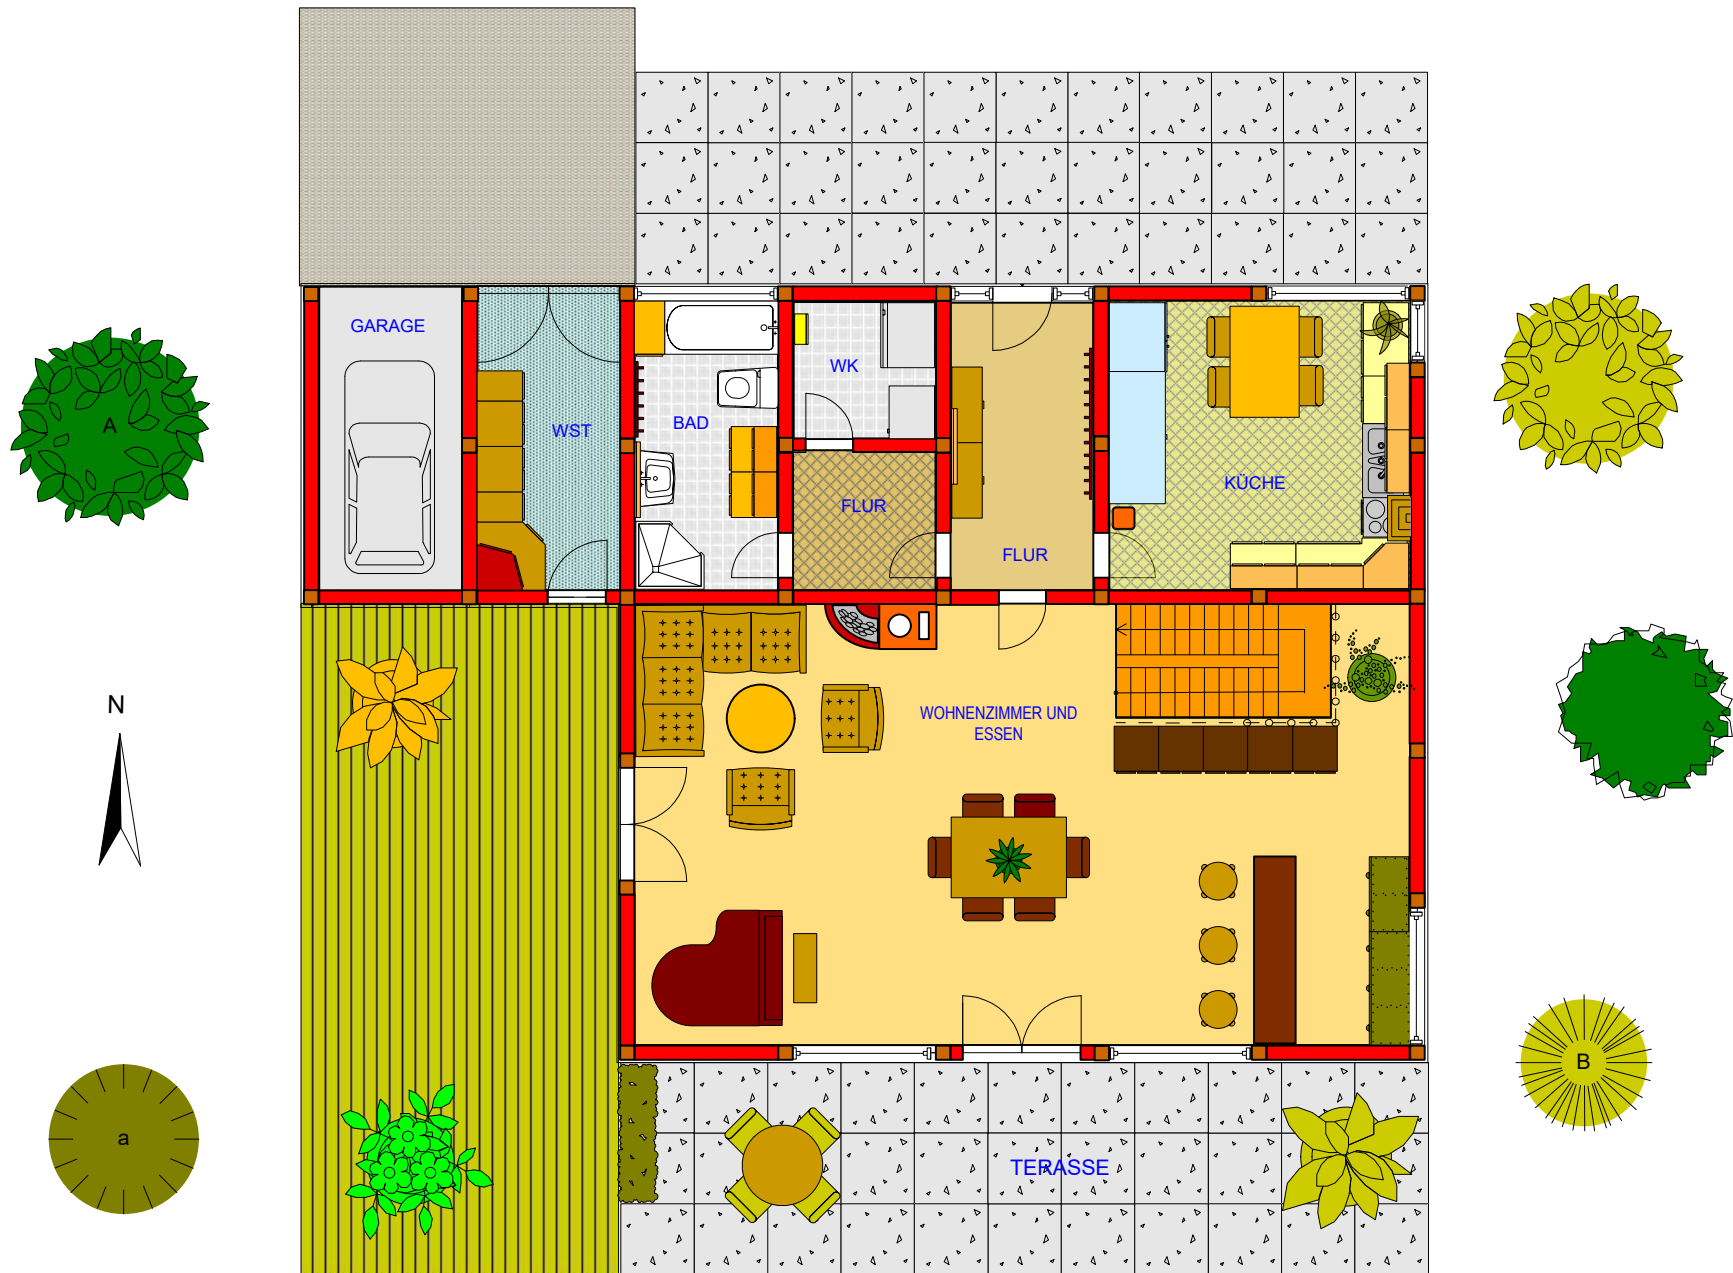 GARAGE
WK
BAD
A
WST
KÜCHE
FLUR
FLUR
N
WOHNENZIMMER UND
ESSEN
B
a
TERASSE